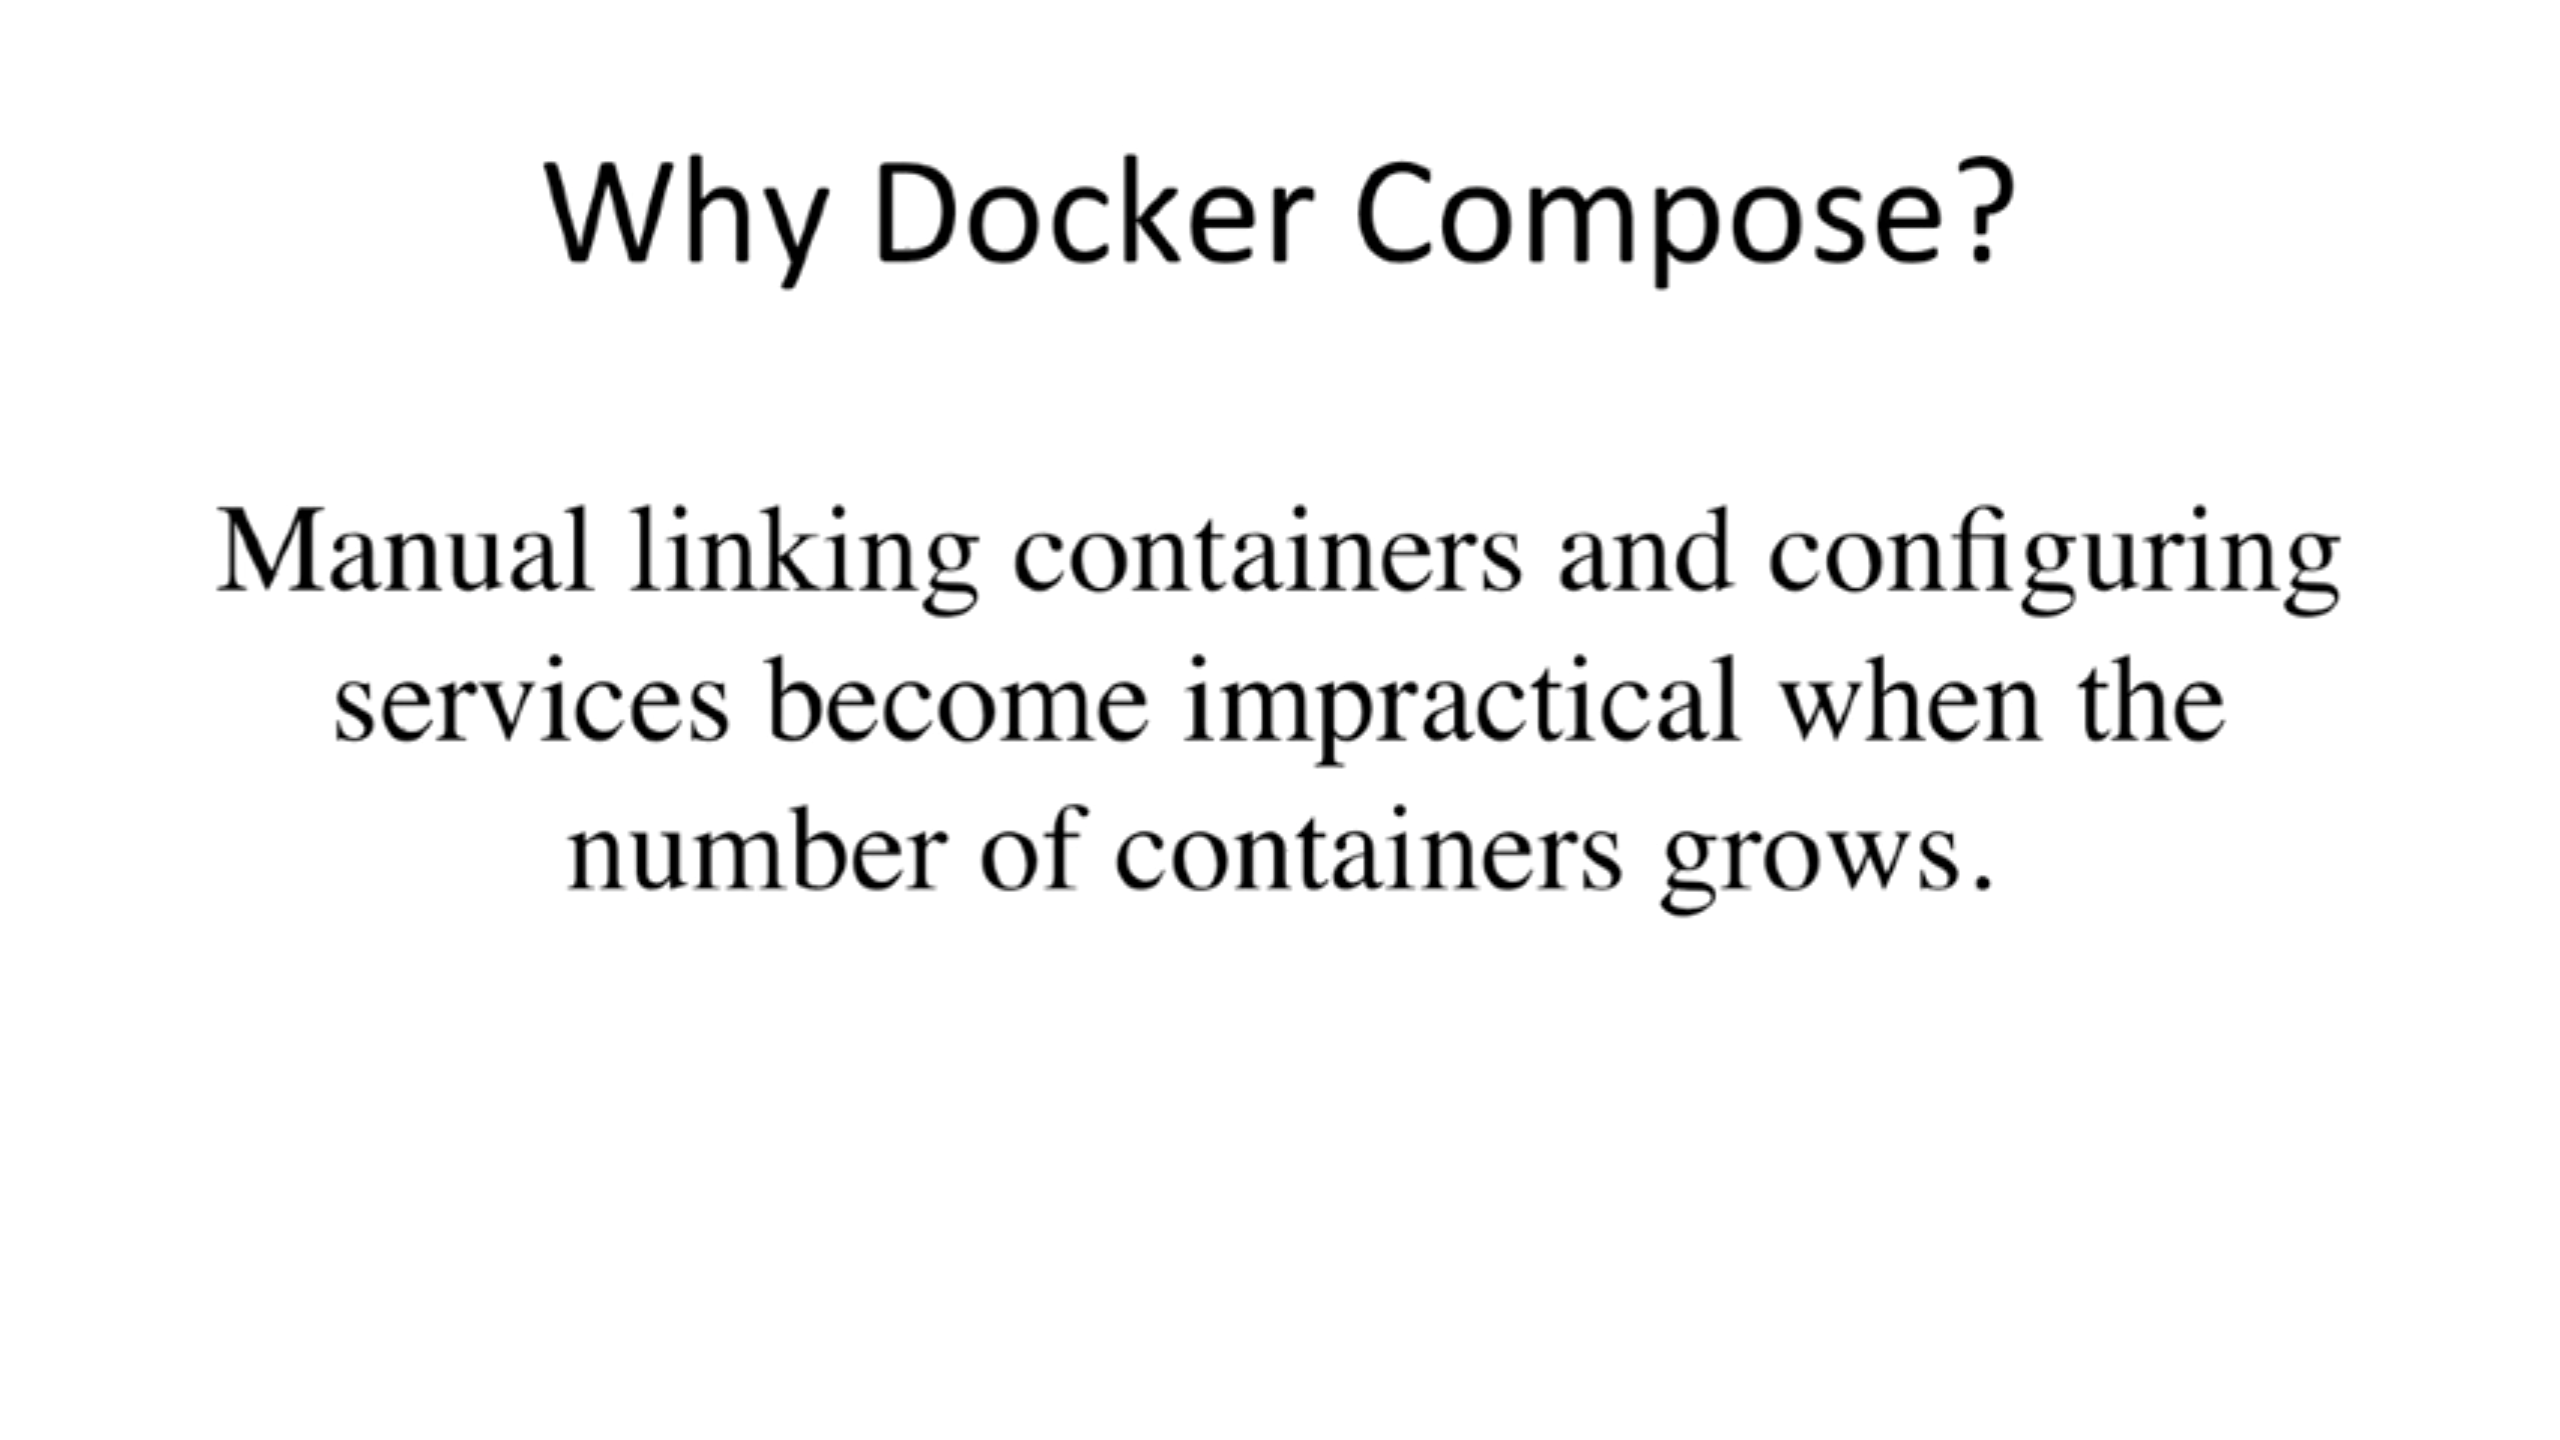 Why Docker Compose?
Manual linking containers and configuring
services become impractical when the
number of containers grows.